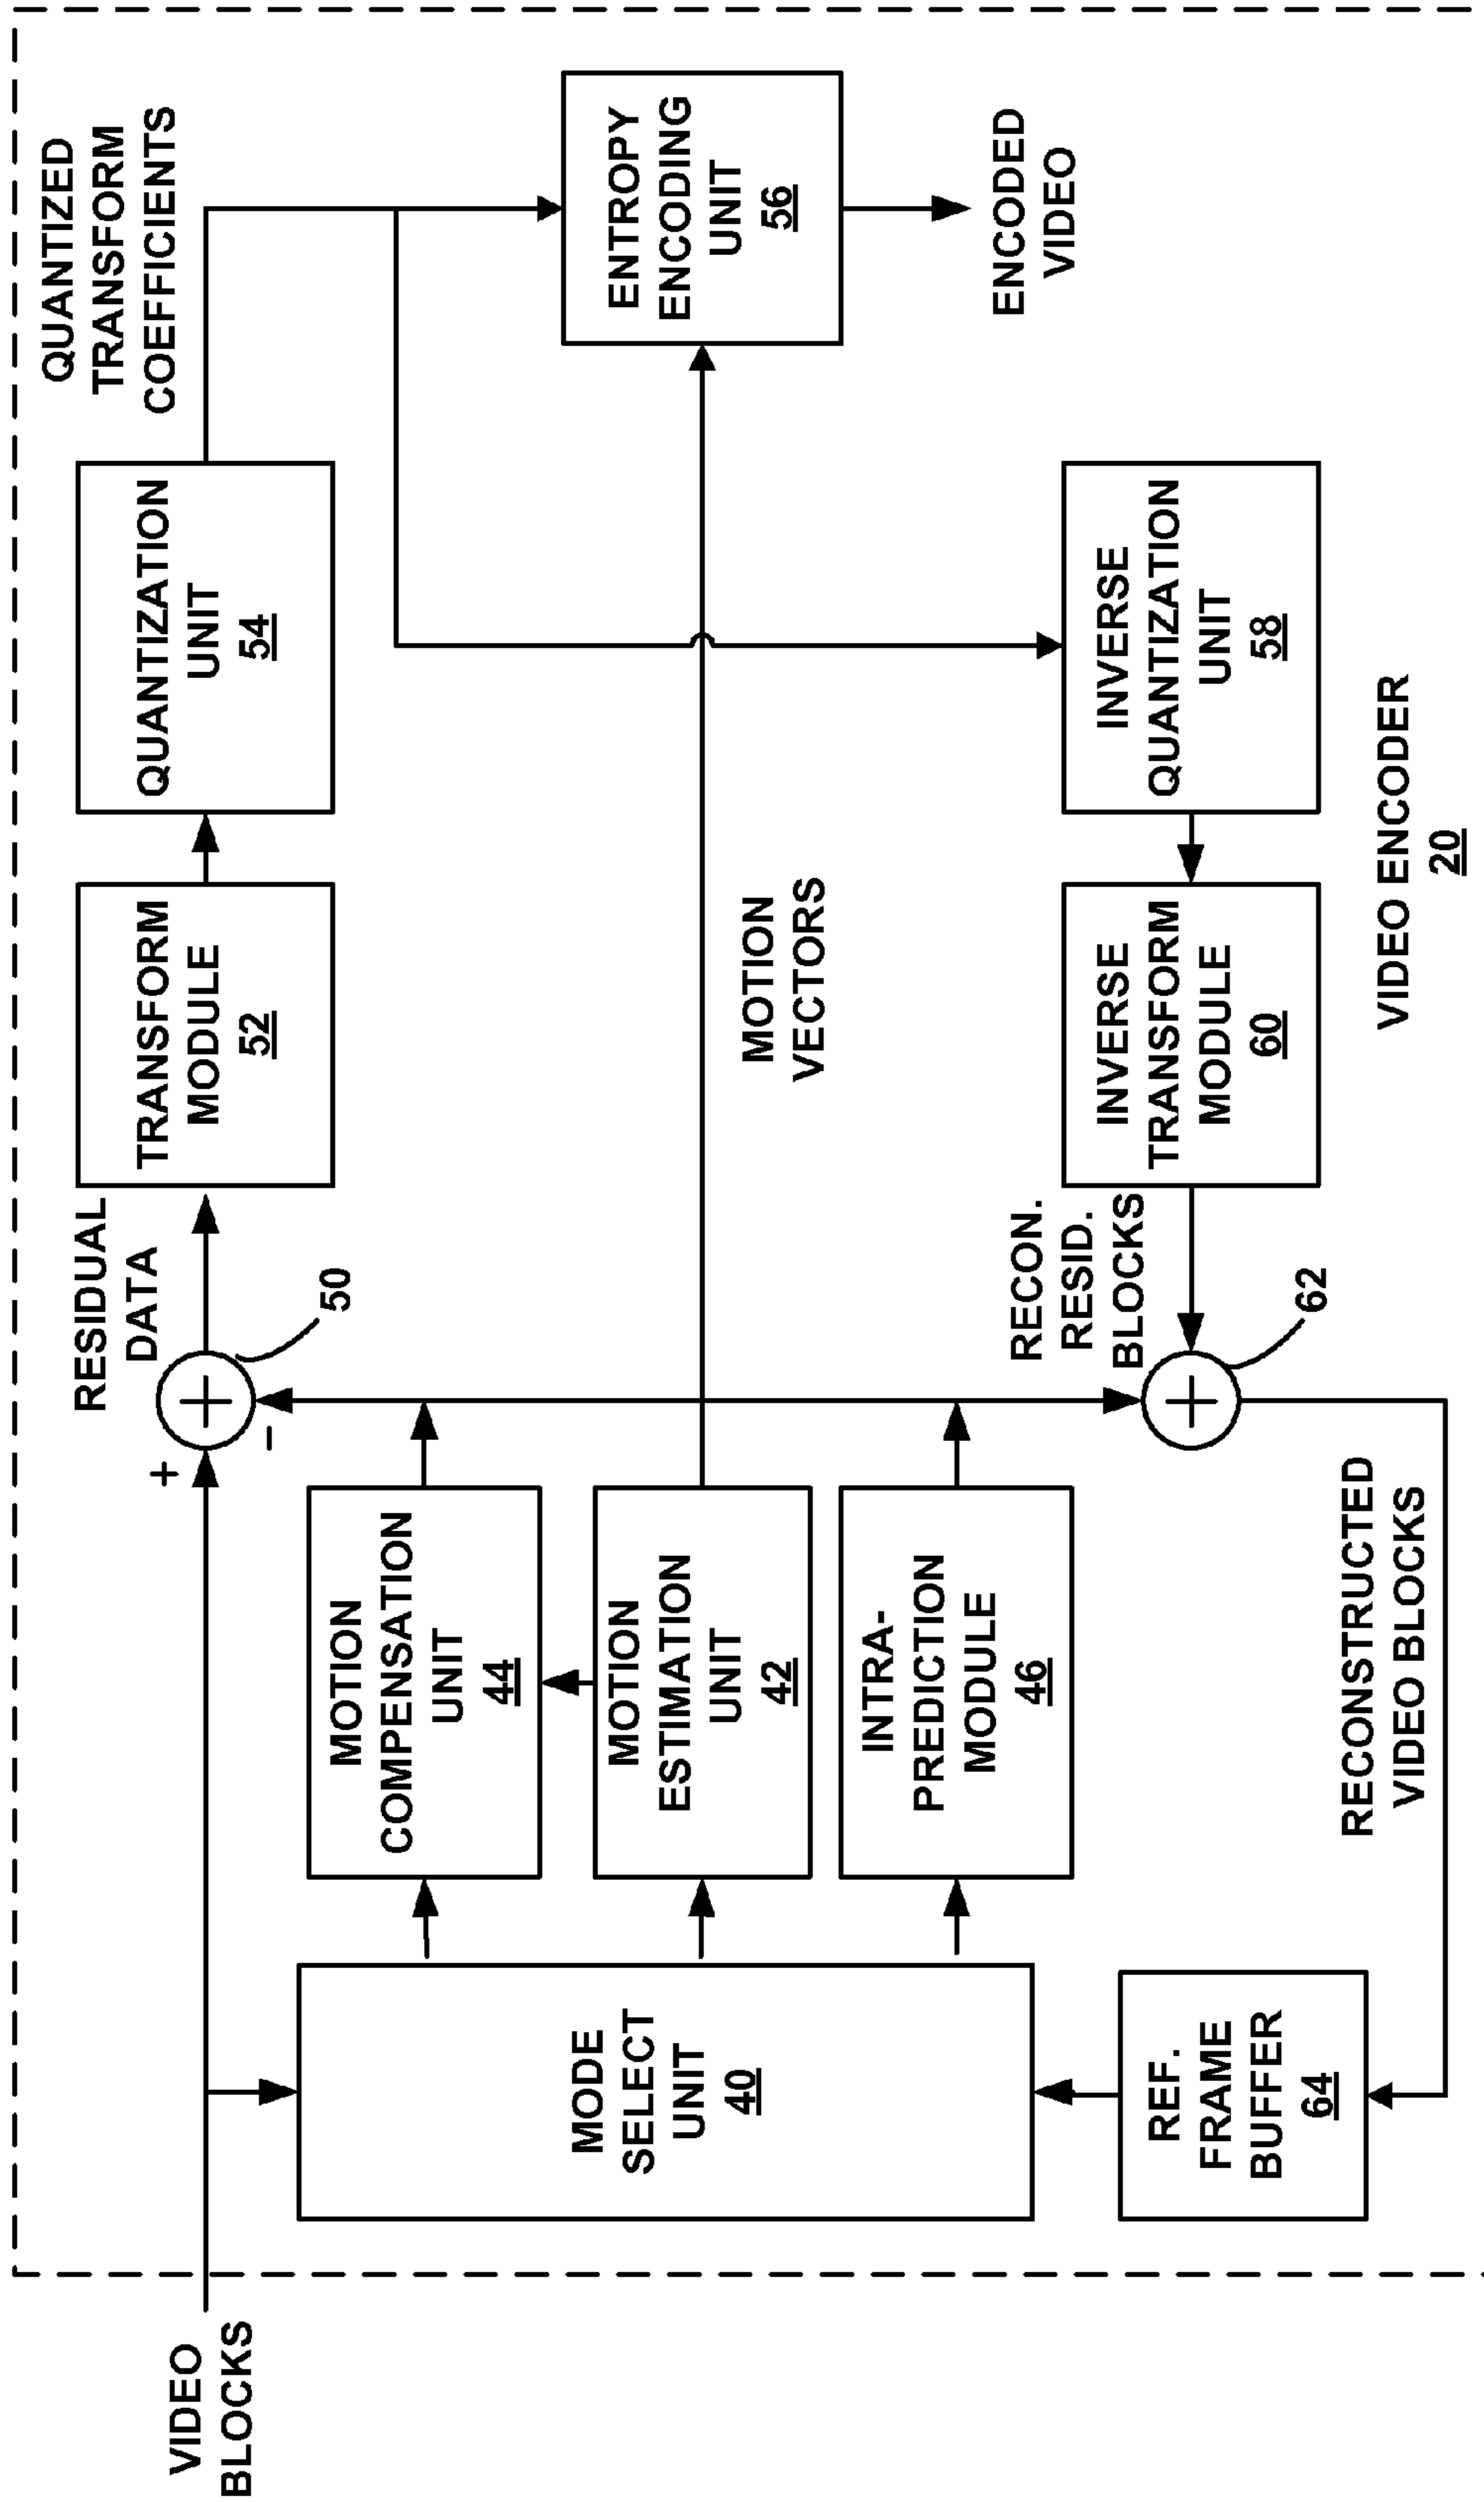 VIDEO
BLOCKS
+
-
RESIDUAL
DATA
50
TRANSFORM
MODULE
52
QUANTIZATION
UNIT
54
QUANTIZED
TRANSFORM
COEFFICIENTS
MODE
SELECT
UNIT
40
MOTION
COMPENSATION
UNIT
44
MOTION
ESTIMATION
UNIT
42
INTRA-
PREDICTION
MODULE
46
MOTION
VECTORS
ENTROPY
ENCODING
UNIT
56
ENCODED
VIDEO
REF.
FRAME
BUFFER
64
RECONSTRUCTED
VIDEO BLOCKS
RECON.
RESID.
BLOCKS
62
INVERSE
TRANSFORM
MODULE
60
INVERSE
QUANTIZATION
UNIT
58
VIDEO ENCODER
20